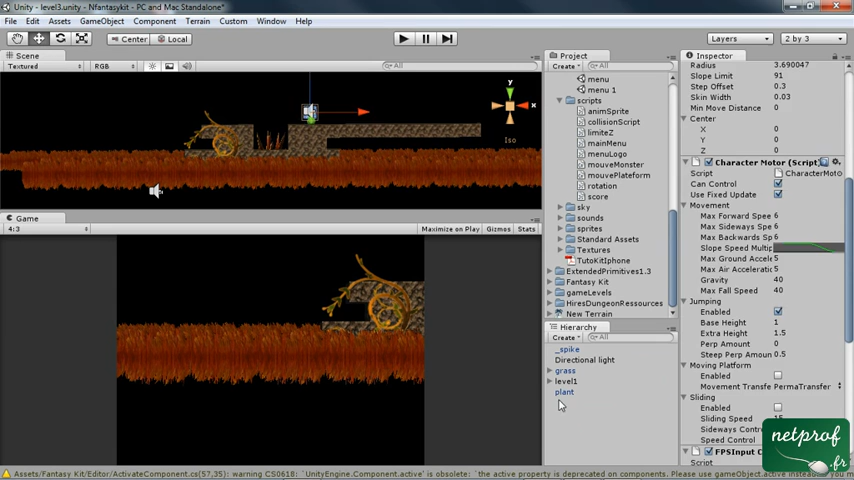 Unity - level3.unity - Nfantasykit - PC and Mac Standalone*
File Edit Assets GameObject Component Terrain Custom Window Help
Center Local Layers 2 by 3
Scene
Textured RGB All
y
x
Iso
Game
4:3 Maximize on Play Gizmos Stats
Project
Create All
menu
menu 1
scripts
animSprite
collisionScript
limiteZ
mainMenu
menuLogo
mouveMonster
mouvePlateform
rotation
score
sky
sounds
sprites
Standard Assets
Textures
TutoKitIphone
ExtendedPrimitives1.3
Fantasy Kit
gameLevels
HiresDungeonRessources
New Terrain
Hierarchy
Create All
_spike
Directional light
grass
level1
plant
Inspector
Radius 3.690047
Slope Limit 91
Step Offset 0.3
Skin Width 0.03
Min Move Distance 0
Center
X 0
Y 0
Z 0
Character Motor (Script)
Script CharacterMoto
Can Control
Use Fixed Update
Movement
Max Forward Spee 6
Max Sideways Spe 6
Max Backwards Sp 6
Slope Speed Multip
Max Ground Accele 5
Max Air Acceleratio 5
Gravity 40
Max Fall Speed 40
Jumping
Enabled
Base Height 1
Extra Height 1.5
Perp Amount 0
Steep Perp Amoun 0.5
Moving Platform
Enabled
Movement Transfe PermaTransfer
Sliding
Enabled
Sliding Speed 15
Sideways Contro
Speed Control
FPSInput C
Script
netprof
.fr
Assets/Fantasy Kit/Editor/ActivateComponent.cs(57,35): warning CS0618: `UnityEngine.Component.active' is obsolete: `the active property is deprecated on components. Please use gameObject.active instead